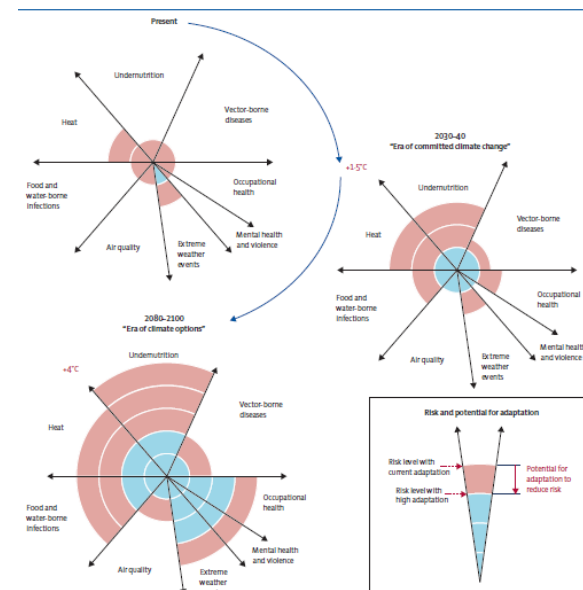 Present
Undernutrition
Vector-borne
diseases
Heat
Food and
water-borne
infections
Occupational
health
Mental health
and violence
Air quality
Extreme
weather
events
+1·5°C
2030–40
"Era of committed climate change"
Undernutrition
Vector-borne
diseases
Heat
Food and
water-borne
infections
Occupational
health
Mental health
and violence
Air quality
Extreme
weather
events
2080–2100
"Era of climate options"
Undernutrition
+4°C
Vector-borne
diseases
Heat
Food and
water-borne
infections
Occupational
health
Mental health
and violence
Air quality
Extreme
weather
Risk and potential for adaptation
Risk level with
current adaptation
Potential for
adaptation to
reduce risk
Risk level with
high adaptation